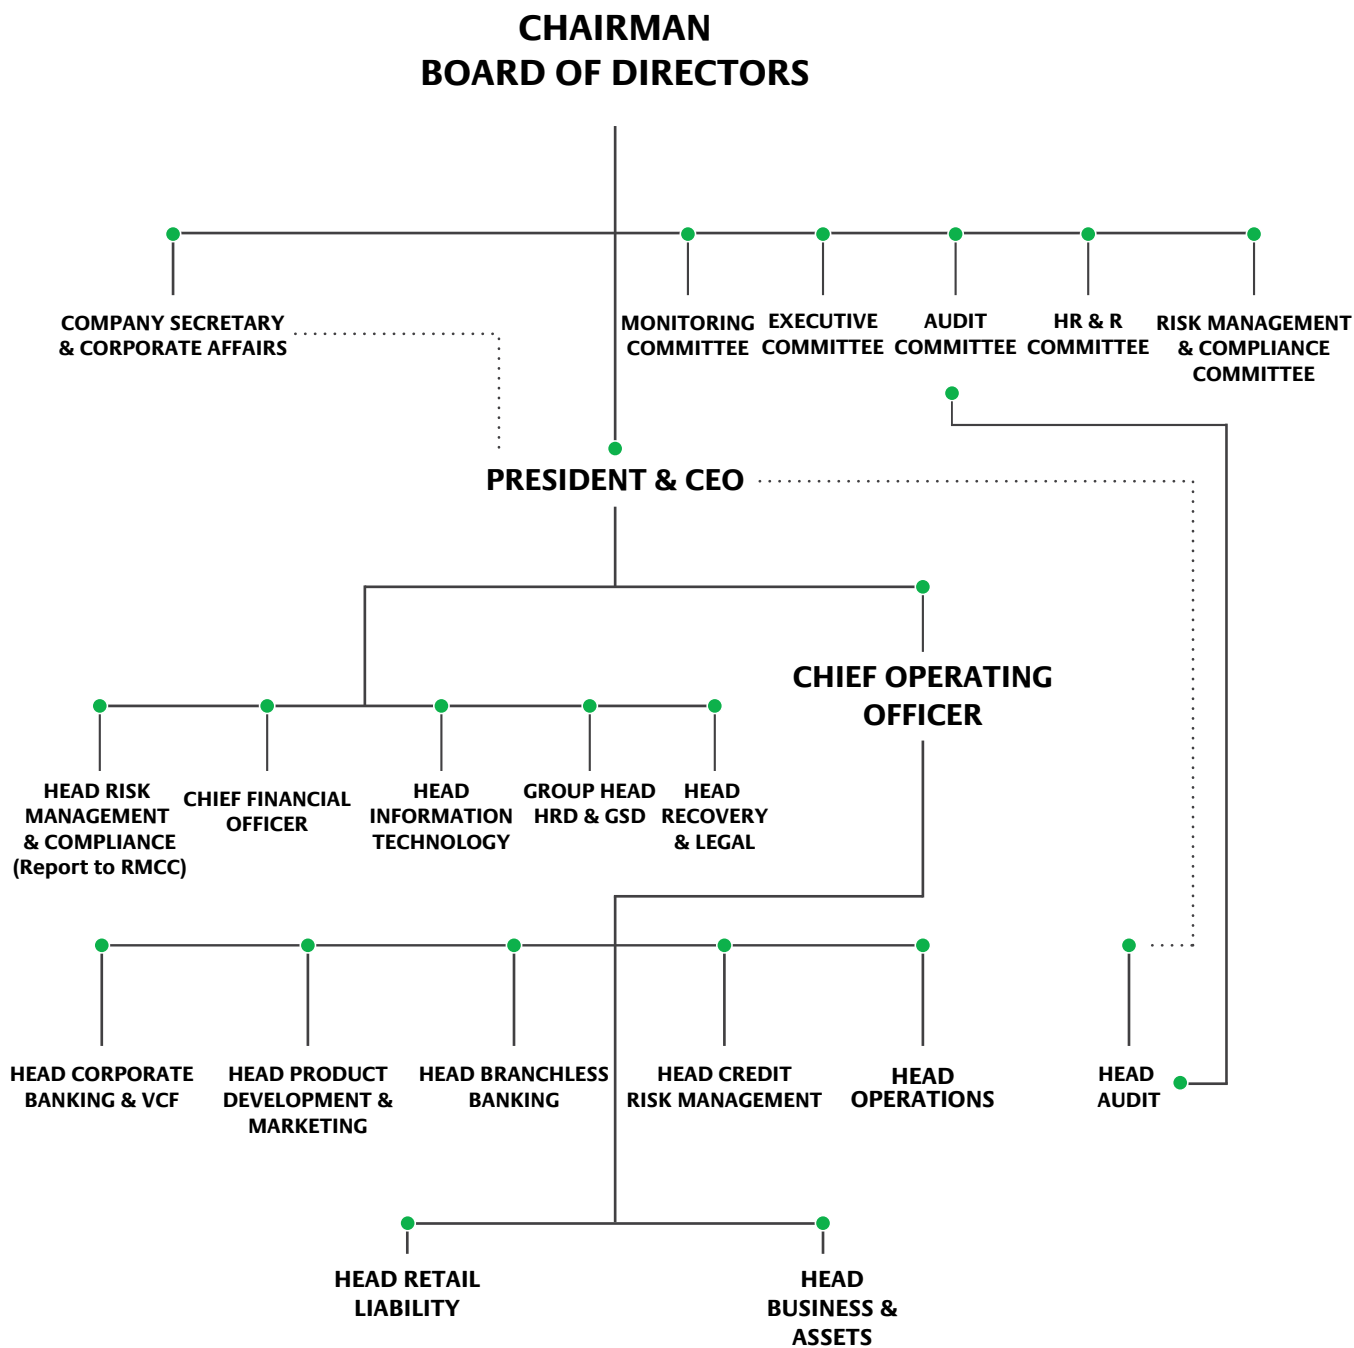 CHAIRMAN
BOARD OF DIRECTORS
COMPANY SECRETARY
& CORPORATE AFFAIRS
MONITORING
COMMITTEE
EXECUTIVE
COMMITTEE
AUDIT
COMMITTEE
HR & R
COMMITTEE
RISK MANAGEMENT
& COMPLIANCE
COMMITTEE
PRESIDENT & CEO
CHIEF OPERATING
OFFICER
HEAD RISK
MANAGEMENT
& COMPLIANCE
(Report to RMCC)
CHIEF FINANCIAL
OFFICER
HEAD
INFORMATION
TECHNOLOGY
GROUP HEAD
HRD & GSD
HEAD
RECOVERY
& LEGAL
HEAD CORPORATE
BANKING & VCF
HEAD PRODUCT
DEVELOPMENT &
MARKETING
HEAD BRANCHLESS
BANKING
HEAD CREDIT
RISK MANAGEMENT
HEAD
OPERATIONS
HEAD
AUDIT
HEAD RETAIL
LIABILITY
HEAD
BUSINESS &
ASSETS